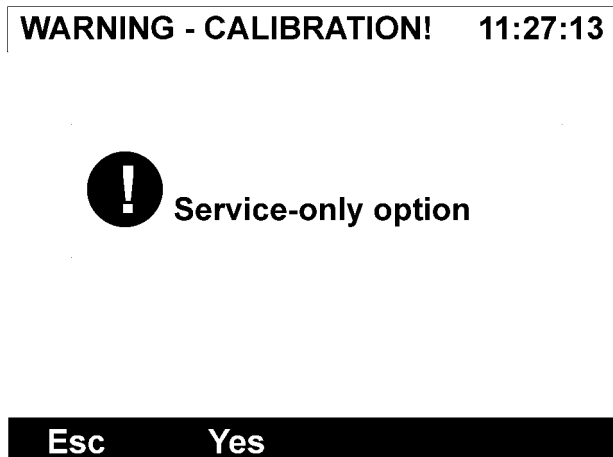 WARNING - CALIBRATION! 11:27:13
! Service-only option
Esc Yes